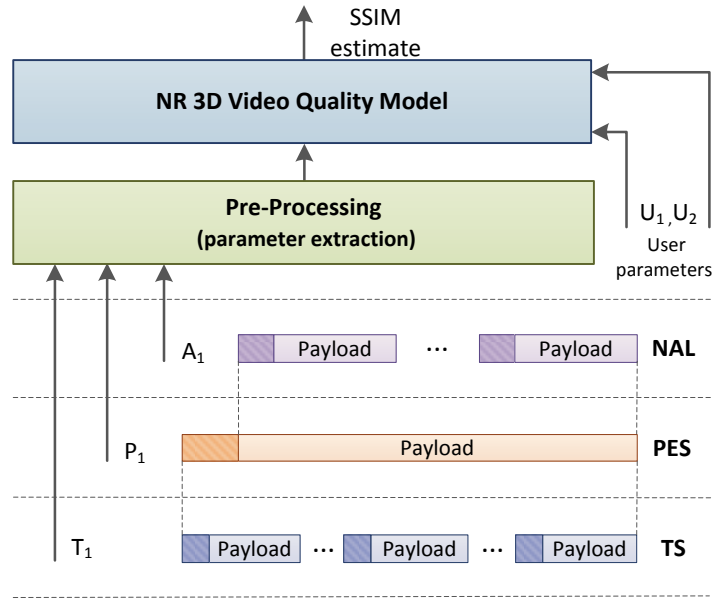 SSIM
estimate
NR 3D Video Quality Model
Pre-Processing
(parameter extraction)
U₁,U₂
User
parameters
A₁ Payload ... Payload NAL
P₁ Payload PES
T₁ Payload ... Payload ... Payload TS